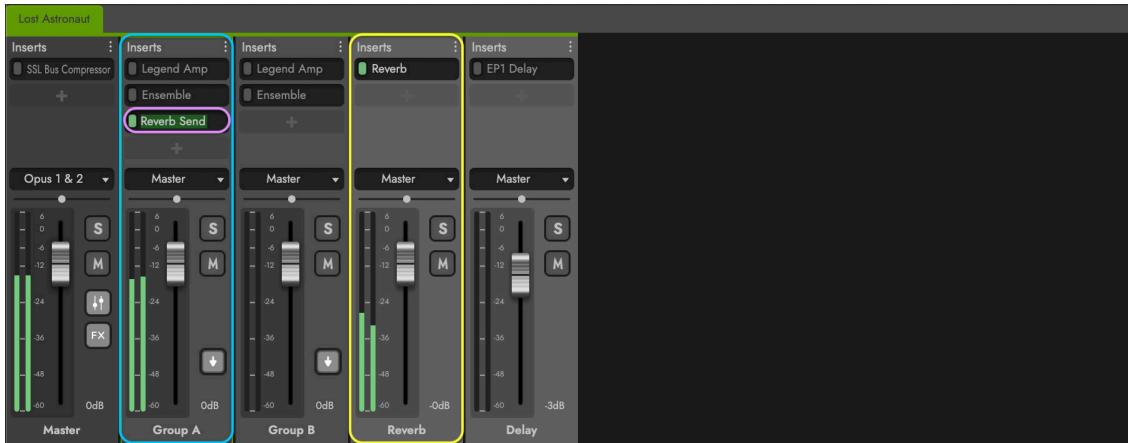 Lost Astronaut
Inserts
SSL Bus Compressor
+
Opus 1 & 2
6
0
-6
-12
-24
-36
-48
-60
S
M
FX
0dB
Master
Inserts
Legend Amp
Ensemble
Reverb Send
+
Master
6
0
-6
-12
-24
-36
-48
-60
S
M
0dB
Group A
Inserts
Legend Amp
Ensemble
+
Master
6
0
-6
-12
-24
-36
-48
-60
S
M
0dB
Group B
Inserts
Reverb
+
Master
6
0
-6
-12
-24
-36
-48
-60
S
M
-0dB
Reverb
Inserts
EP1 Delay
+
Master
6
0
-6
-12
-24
-36
-48
-60
S
M
-3dB
Delay